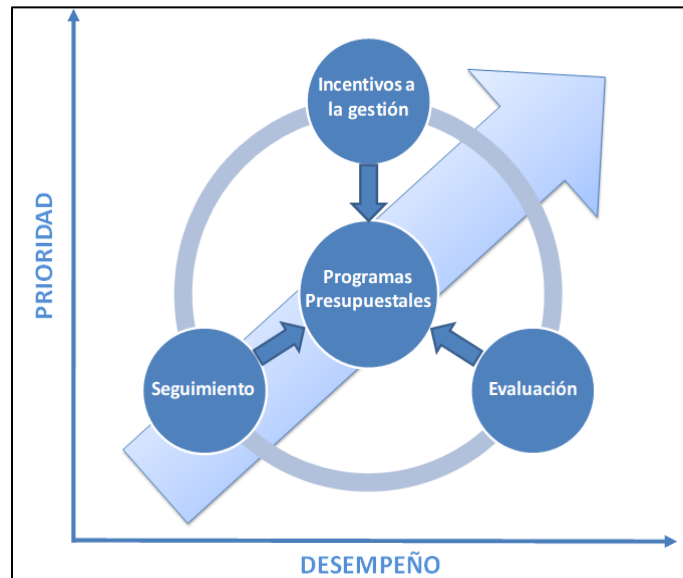 Incentivos a
la gestión
PRIORIDAD
Programas
Presupuestales
Seguimiento
Evaluación
DESEMPEÑO